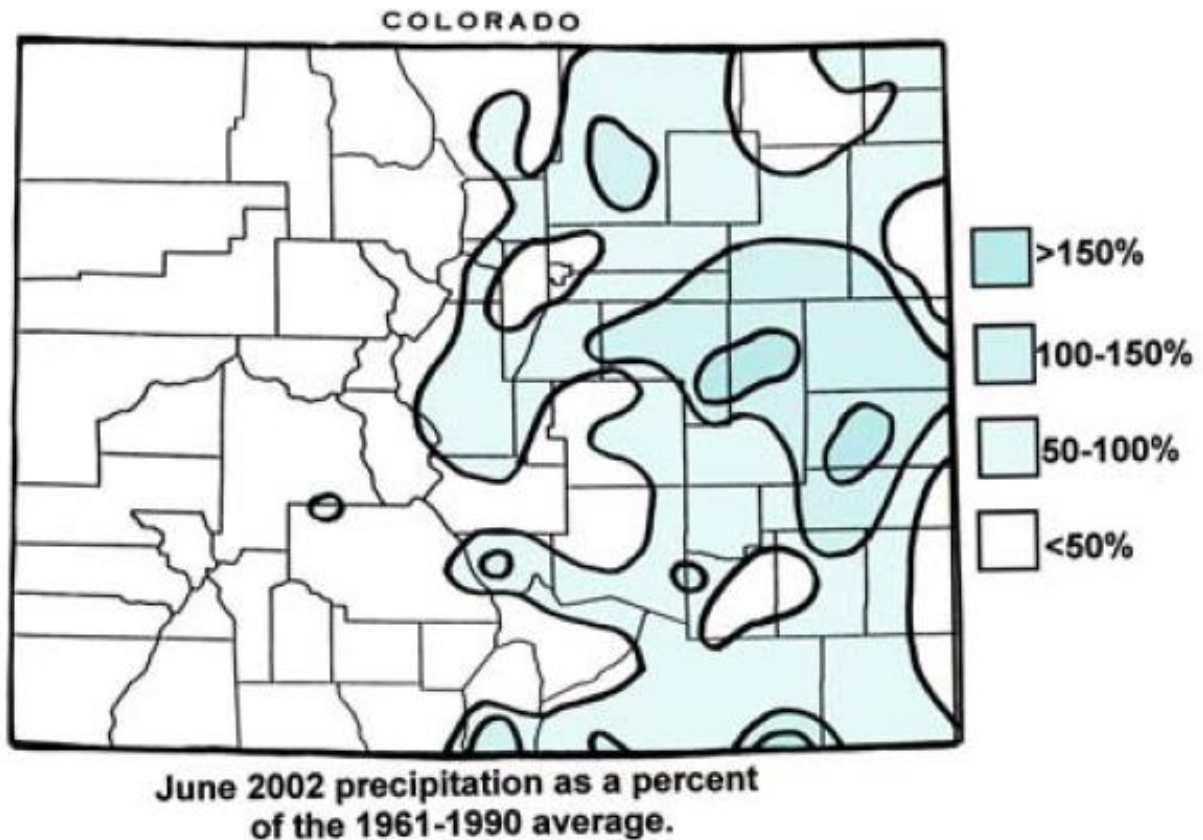 COLORADO
>150%
100-150%
50-100%
<50%
June 2002 precipitation as a percent
of the 1961-1990 average.